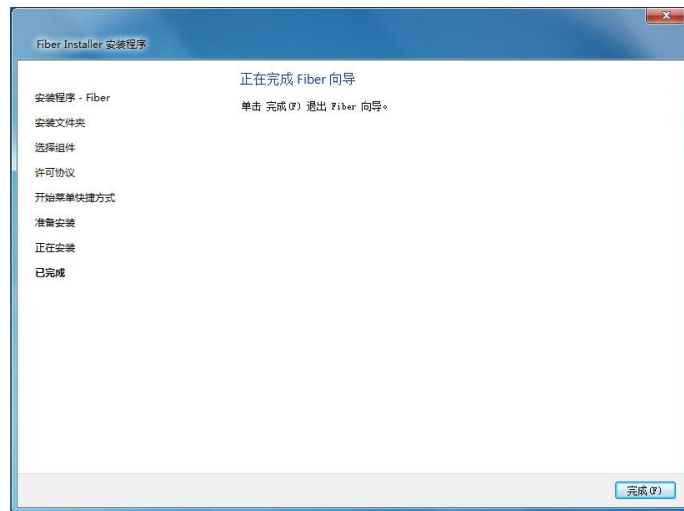 Fiber Installer 安装程序
安装程序 - Fiber
安装文件夹
选择组件
许可协议
开始菜单快捷方式
准备安装
正在安装
已完成
正在完成 Fiber 向导
单击 完成(F) 退出 Fiber 向导。
完成(F)